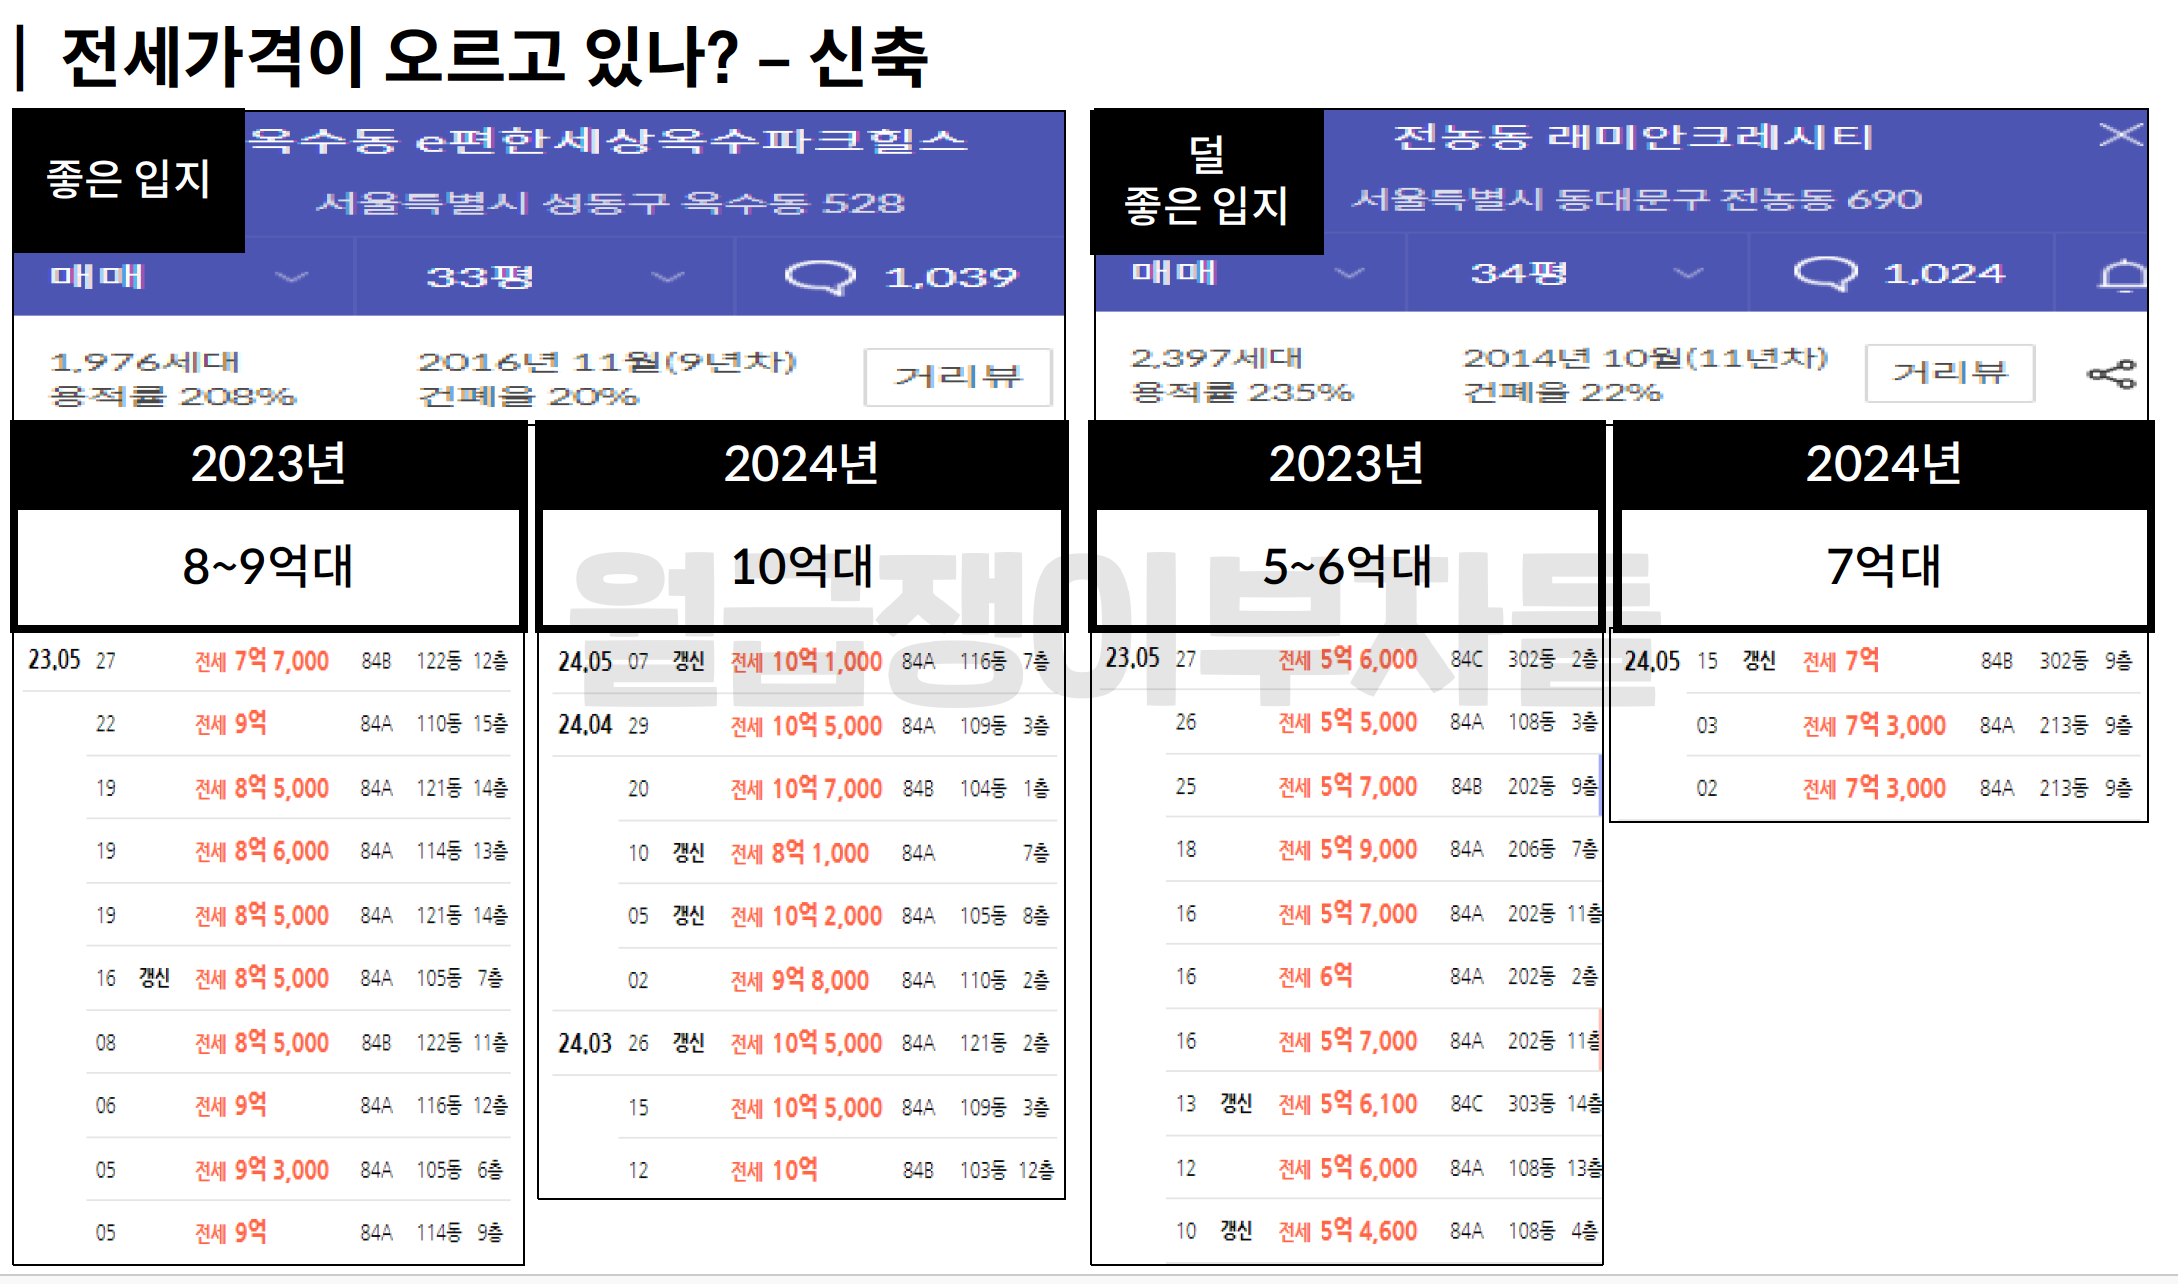 | 전세가격이 오르고 있나? – 신축
좋은 입지
옥수동 e편한세상옥수파크힐스
서울특별시 성동구 옥수동 528
매매 33평 1,039
1,976세대 2016년 11월(9년차) 거리뷰
용적률 208% 건폐율 20%
2023년
8~9억대
23.05 27 전세 7억 7,000 84B 122동 12층
22 전세 9억 84A 110동 15층
19 전세 8억 5,000 84A 121동 14층
19 전세 8억 6,000 84A 114동 13층
19 전세 8억 5,000 84A 121동 14층
16 갱신 전세 8억 5,000 84A 105동 7층
08 전세 8억 5,000 84B 122동 11층
06 전세 9억 84A 116동 12층
05 전세 9억 3,000 84A 105동 6층
05 전세 9억 84A 114동 9층
2024년
10억대
24.05 07 갱신 전세 10억 1,000 84A 116동 7층
24.04 29 전세 10억 5,000 84A 109동 3층
20 전세 10억 7,000 84B 104동 1층
10 갱신 전세 8억 1,000 84A 7층
05 갱신 전세 10억 2,000 84A 105동 8층
02 전세 9억 8,000 84A 110동 2층
24.03 26 갱신 전세 10억 5,000 84A 121동 2층
15 전세 10억 5,000 84A 109동 3층
12 전세 10억 84B 103동 12층
덜
좋은 입지
전농동 래미안크레시티
서울특별시 동대문구 전농동 690
매매 34평 1,024
2,397세대 2014년 10월(11년차) 거리뷰
용적률 235% 건폐율 22%
2023년
5~6억대
23.05 27 전세 5억 6,000 84C 302동 2층
26 전세 5억 5,000 84A 108동 3층
25 전세 5억 7,000 84B 202동 9층
18 전세 5억 9,000 84A 206동 7층
16 전세 5억 7,000 84A 202동 11층
16 전세 6억 84A 202동 2층
16 전세 5억 7,000 84A 202동 11층
13 갱신 전세 5억 6,100 84C 303동 14층
12 전세 5억 6,000 84A 108동 13층
10 갱신 전세 5억 4,600 84A 108동 4층
2024년
7억대
24.05 15 갱신 전세 7억 84B 302동 9층
03 전세 7억 3,000 84A 213동 9층
02 전세 7억 3,000 84A 213동 9층
월급쟁이부자들